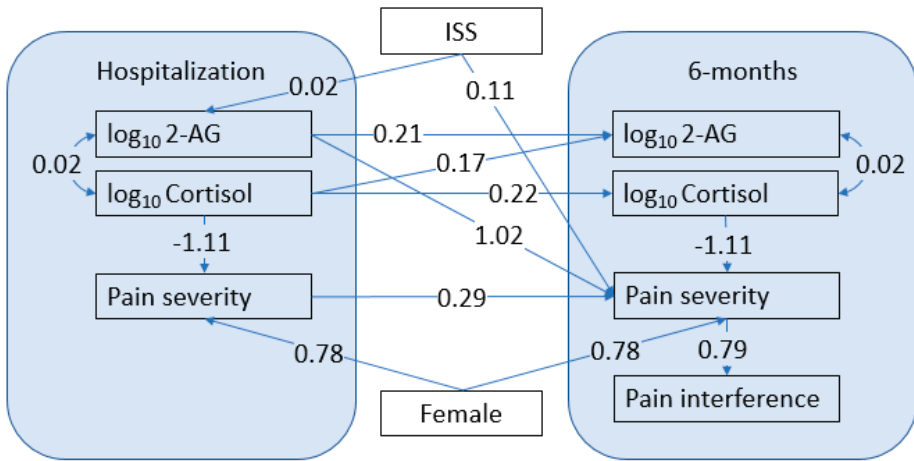 ISS
Hospitalization
6-months
0.02
0.11
log₁₀ 2-AG
0.21
log₁₀ 2-AG
0.02
0.17
0.02
log₁₀ Cortisol
0.22
log₁₀ Cortisol
-1.11
1.02
-1.11
Pain severity
0.29
Pain severity
0.78
0.78
0.79
Female
Pain interference